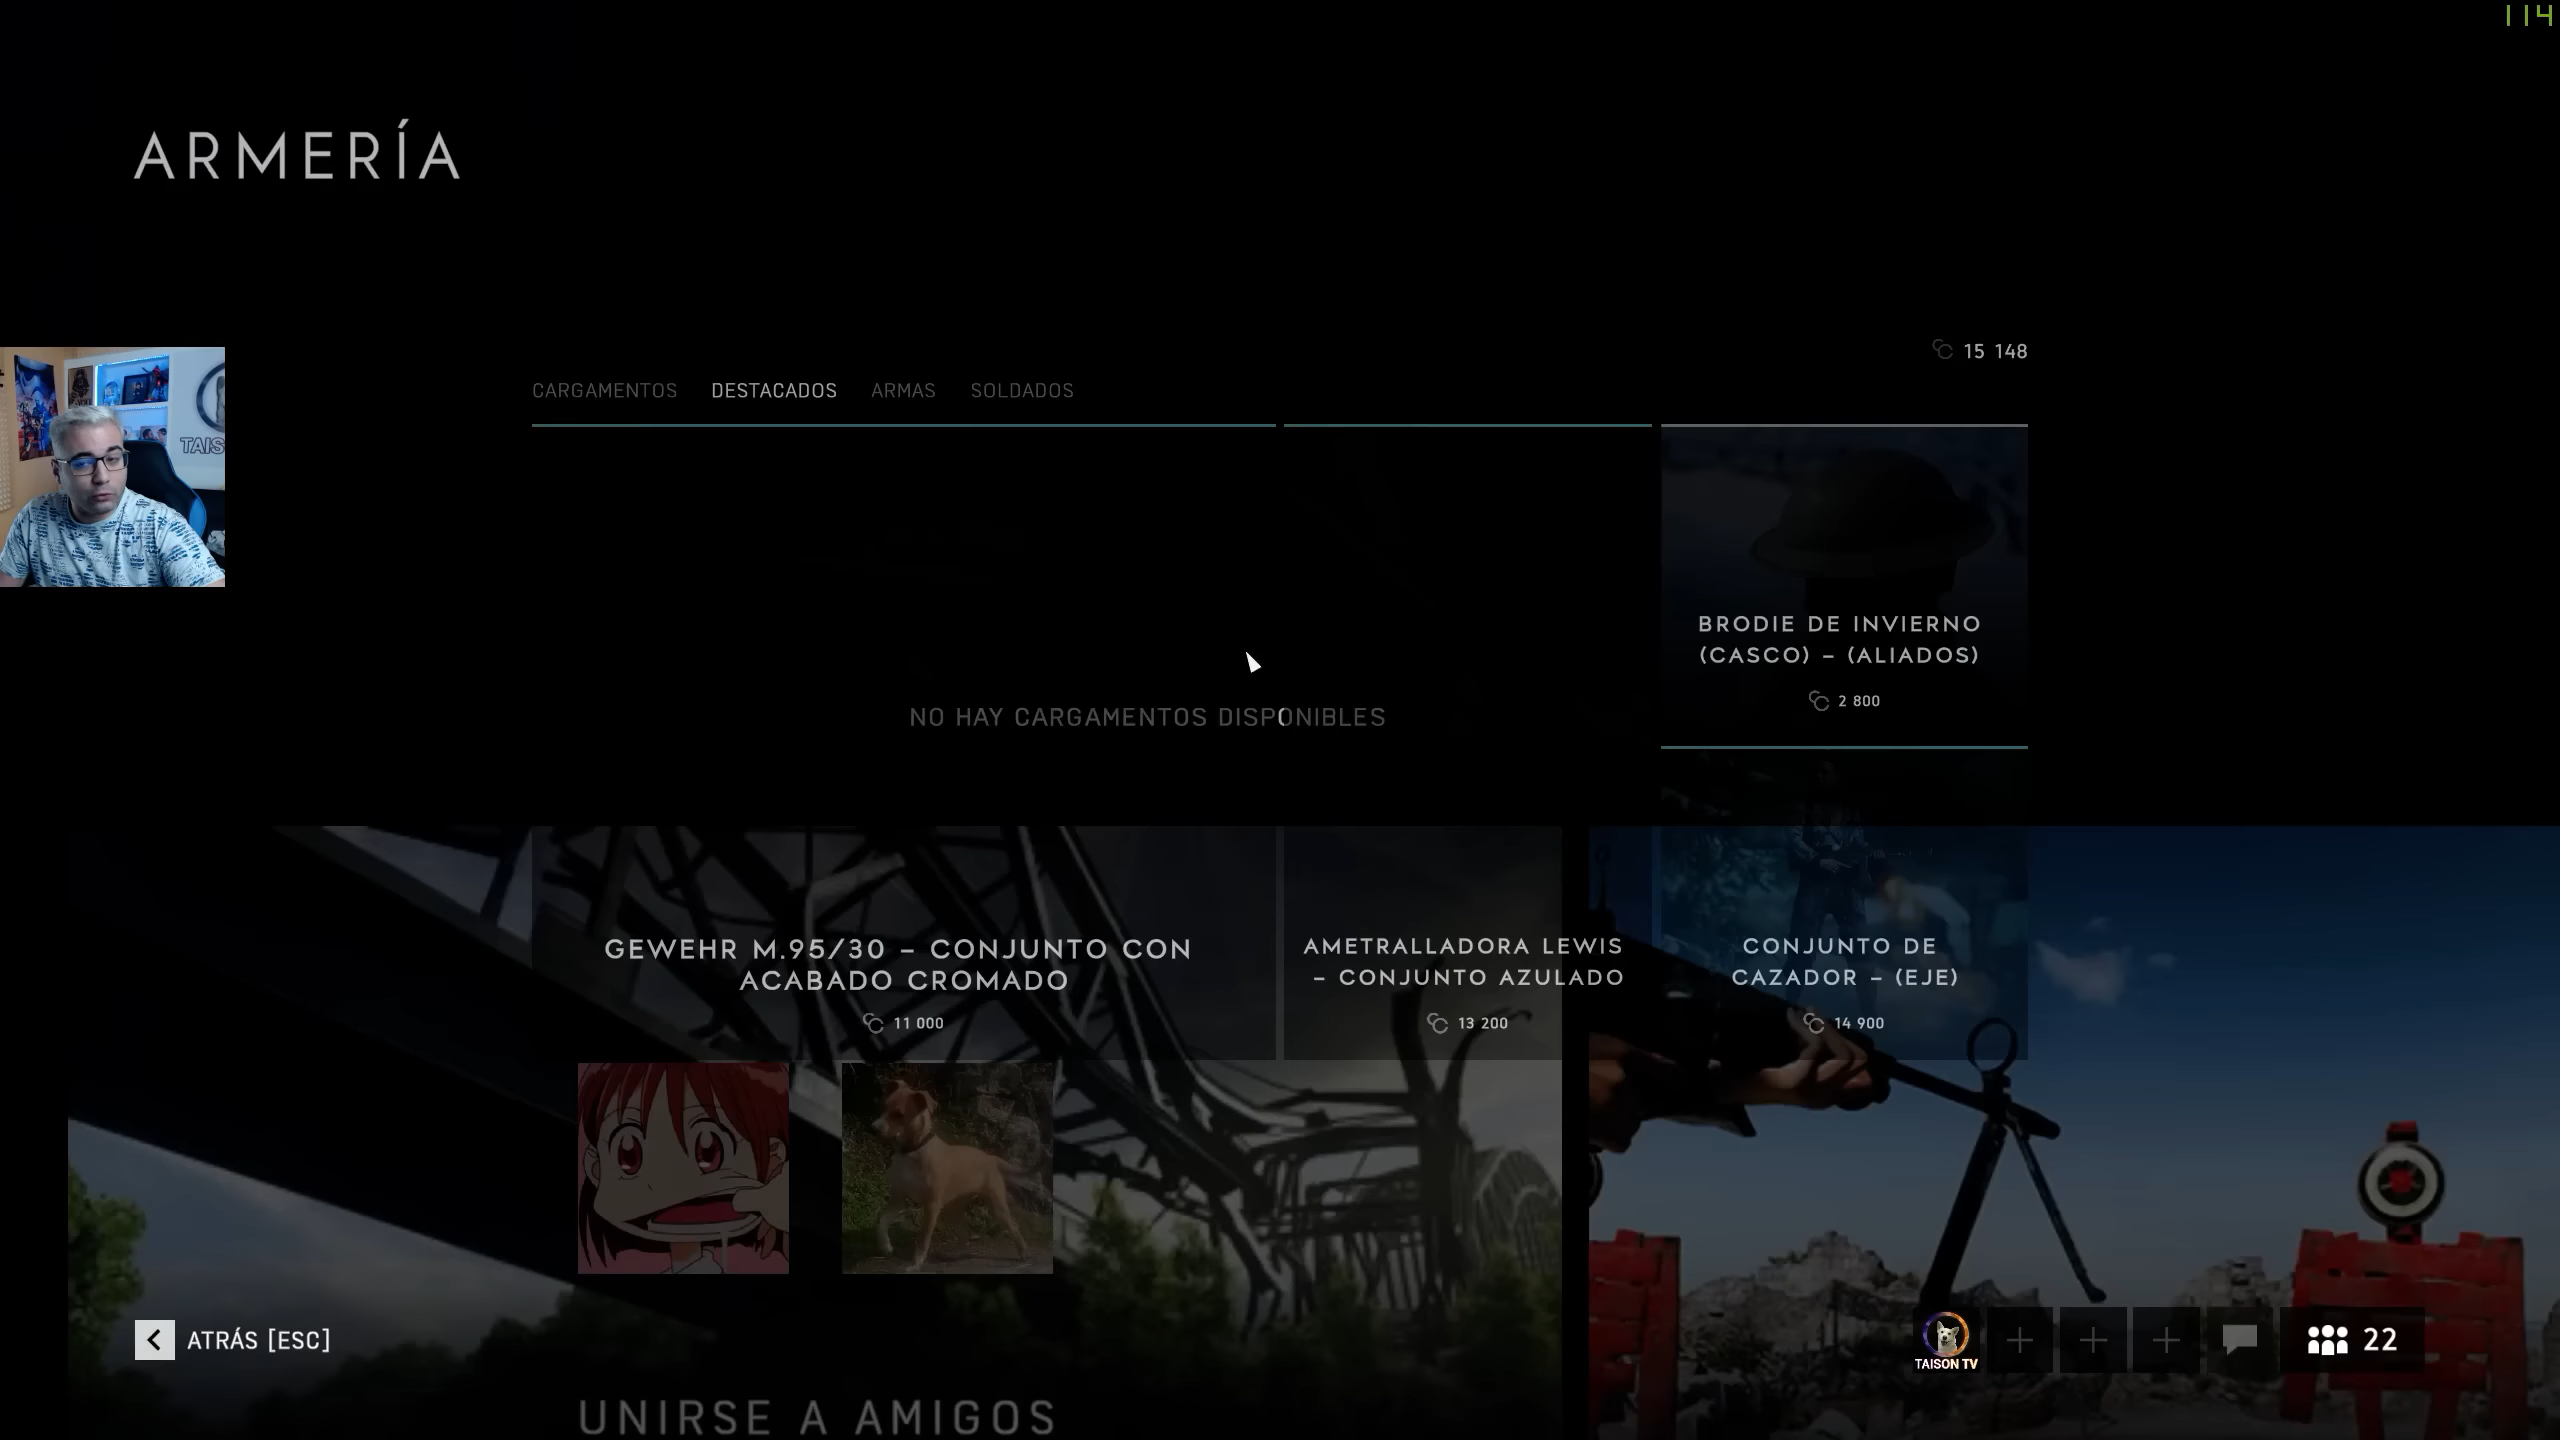 114
ARMERÍA
15 148
CARGAMENTOS DESTACADOS ARMAS SOLDADOS
TAIS
BRODIE DE INVIERNO
(CASCO) – (ALIADOS)
2 800
NO HAY CARGAMENTOS DISPONIBLES
GEWEHR M.95/30 – CONJUNTO CON
ACABADO CROMADO
11 000
AMETRALLADORA LEWIS
– CONJUNTO AZULADO
13 200
CONJUNTO DE
CAZADOR – (EJE)
14 900
ATRÁS [ESC]
TAISON TV
22
UNIRSE A AMIGOS